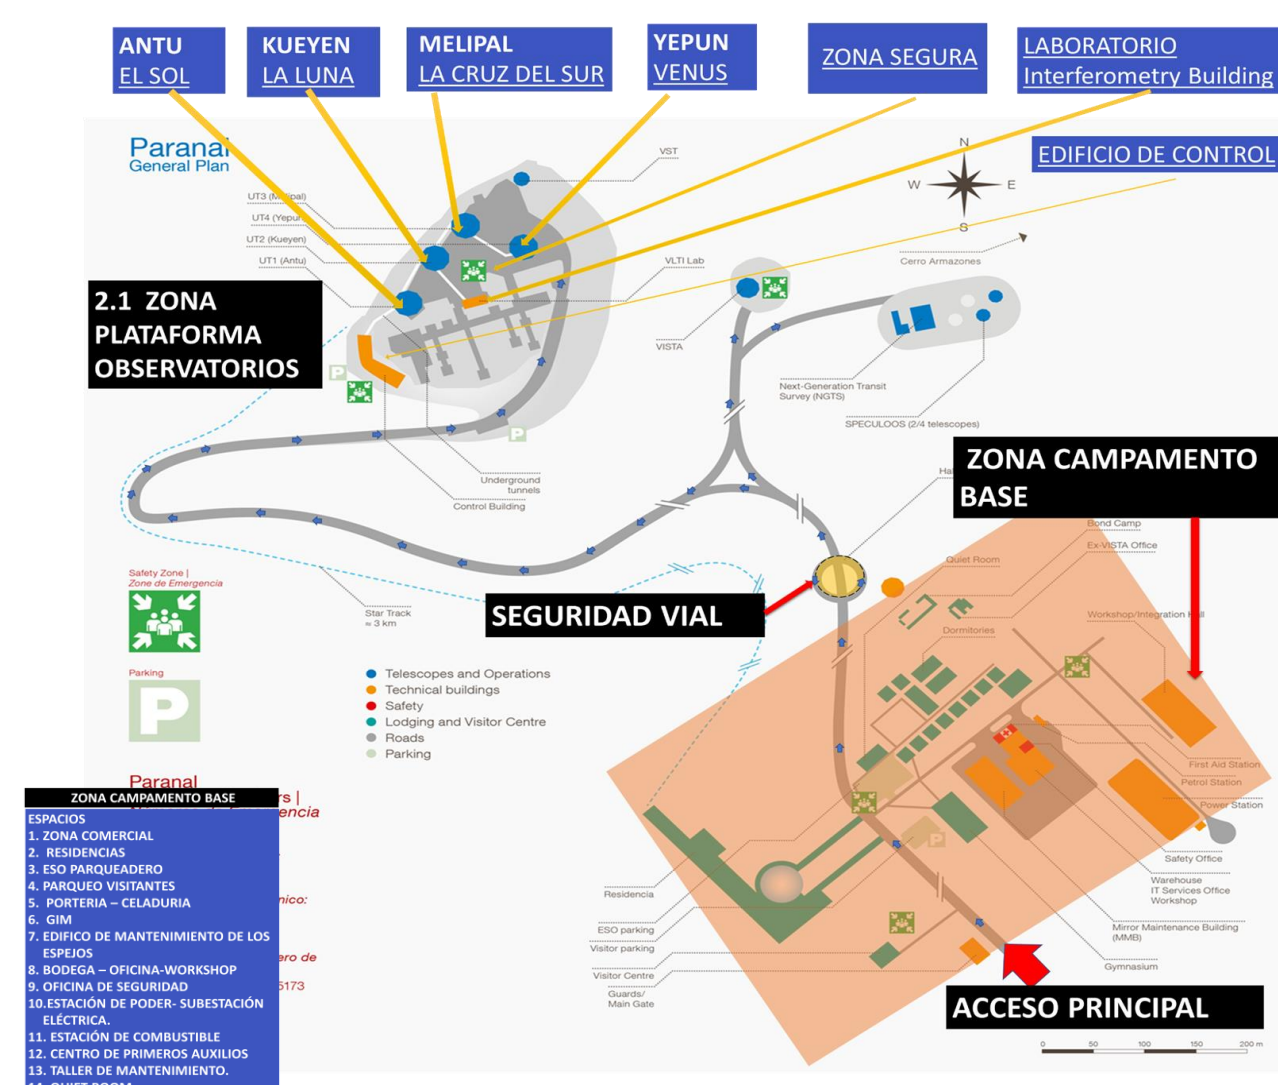 ANTU
EL SOL
KUEYEN
LA LUNA
MELIPAL
LA CRUZ DEL SUR
YEPUN
VENUS
ZONA SEGURA
LABORATORIO
Interferometry Building
EDIFICIO DE CONTROL
Paranal
General Plan
N
W
E
S
VST
UT3 (Melipal)
UT4 (Yepun)
UT2 (Kueyen)
UT1 (Antu)
VLTI Lab
Cerro Armazones
2.1 ZONA
PLATAFORMA
OBSERVATORIOS
VISTA
P
P
Next-Generation Transit
Survey (NGTS)
SPECULOOS (2/4 telescopes)
Underground
tunnels
Control Building
ZONA CAMPAMENTO
BASE
Bond Camp
Ex-VISTA Office
Quiet Room
Workshop/Integration Hall
Dormitories
Safety Zone |
Zone de Emergencia
Star Track
≈ 3 km
SEGURIDAD VIAL
Parking
P
Telescopes and Operations
Technical buildings
Safety
Lodging and Visitor Centre
Roads
Parking
First Aid Station
Petrol Station
Power Station
Safety Office
Warehouse
IT Services Office
Workshop
Mirror Maintenance Building
(MMB)
Gymnasium
P
Residencia
ESO parking
Visitor parking
Visitor Centre
Guards/
Main Gate
ACCESO PRINCIPAL
0 50 100 150 200 m
Paranal
rs |
encia
nico:
ero de
5173
ZONA CAMPAMENTO BASE
ESPACIOS
1. ZONA COMERCIAL
2. RESIDENCIAS
3. ESO PARQUEADERO
4. PARQUEO VISITANTES
5. PORTERIA – CELADURIA
6. GIM
7. EDIFICO DE MANTENIMIENTO DE LOS
ESPEJOS
8. BODEGA – OFICINA-WORKSHOP
9. OFICINA DE SEGURIDAD
10.ESTACIÓN DE PODER- SUBESTACIÓN
ELÉCTRICA.
11. ESTACIÓN DE COMBUSTIBLE
12. CENTRO DE PRIMEROS AUXILIOS
13. TALLER DE MANTENIMIENTO.